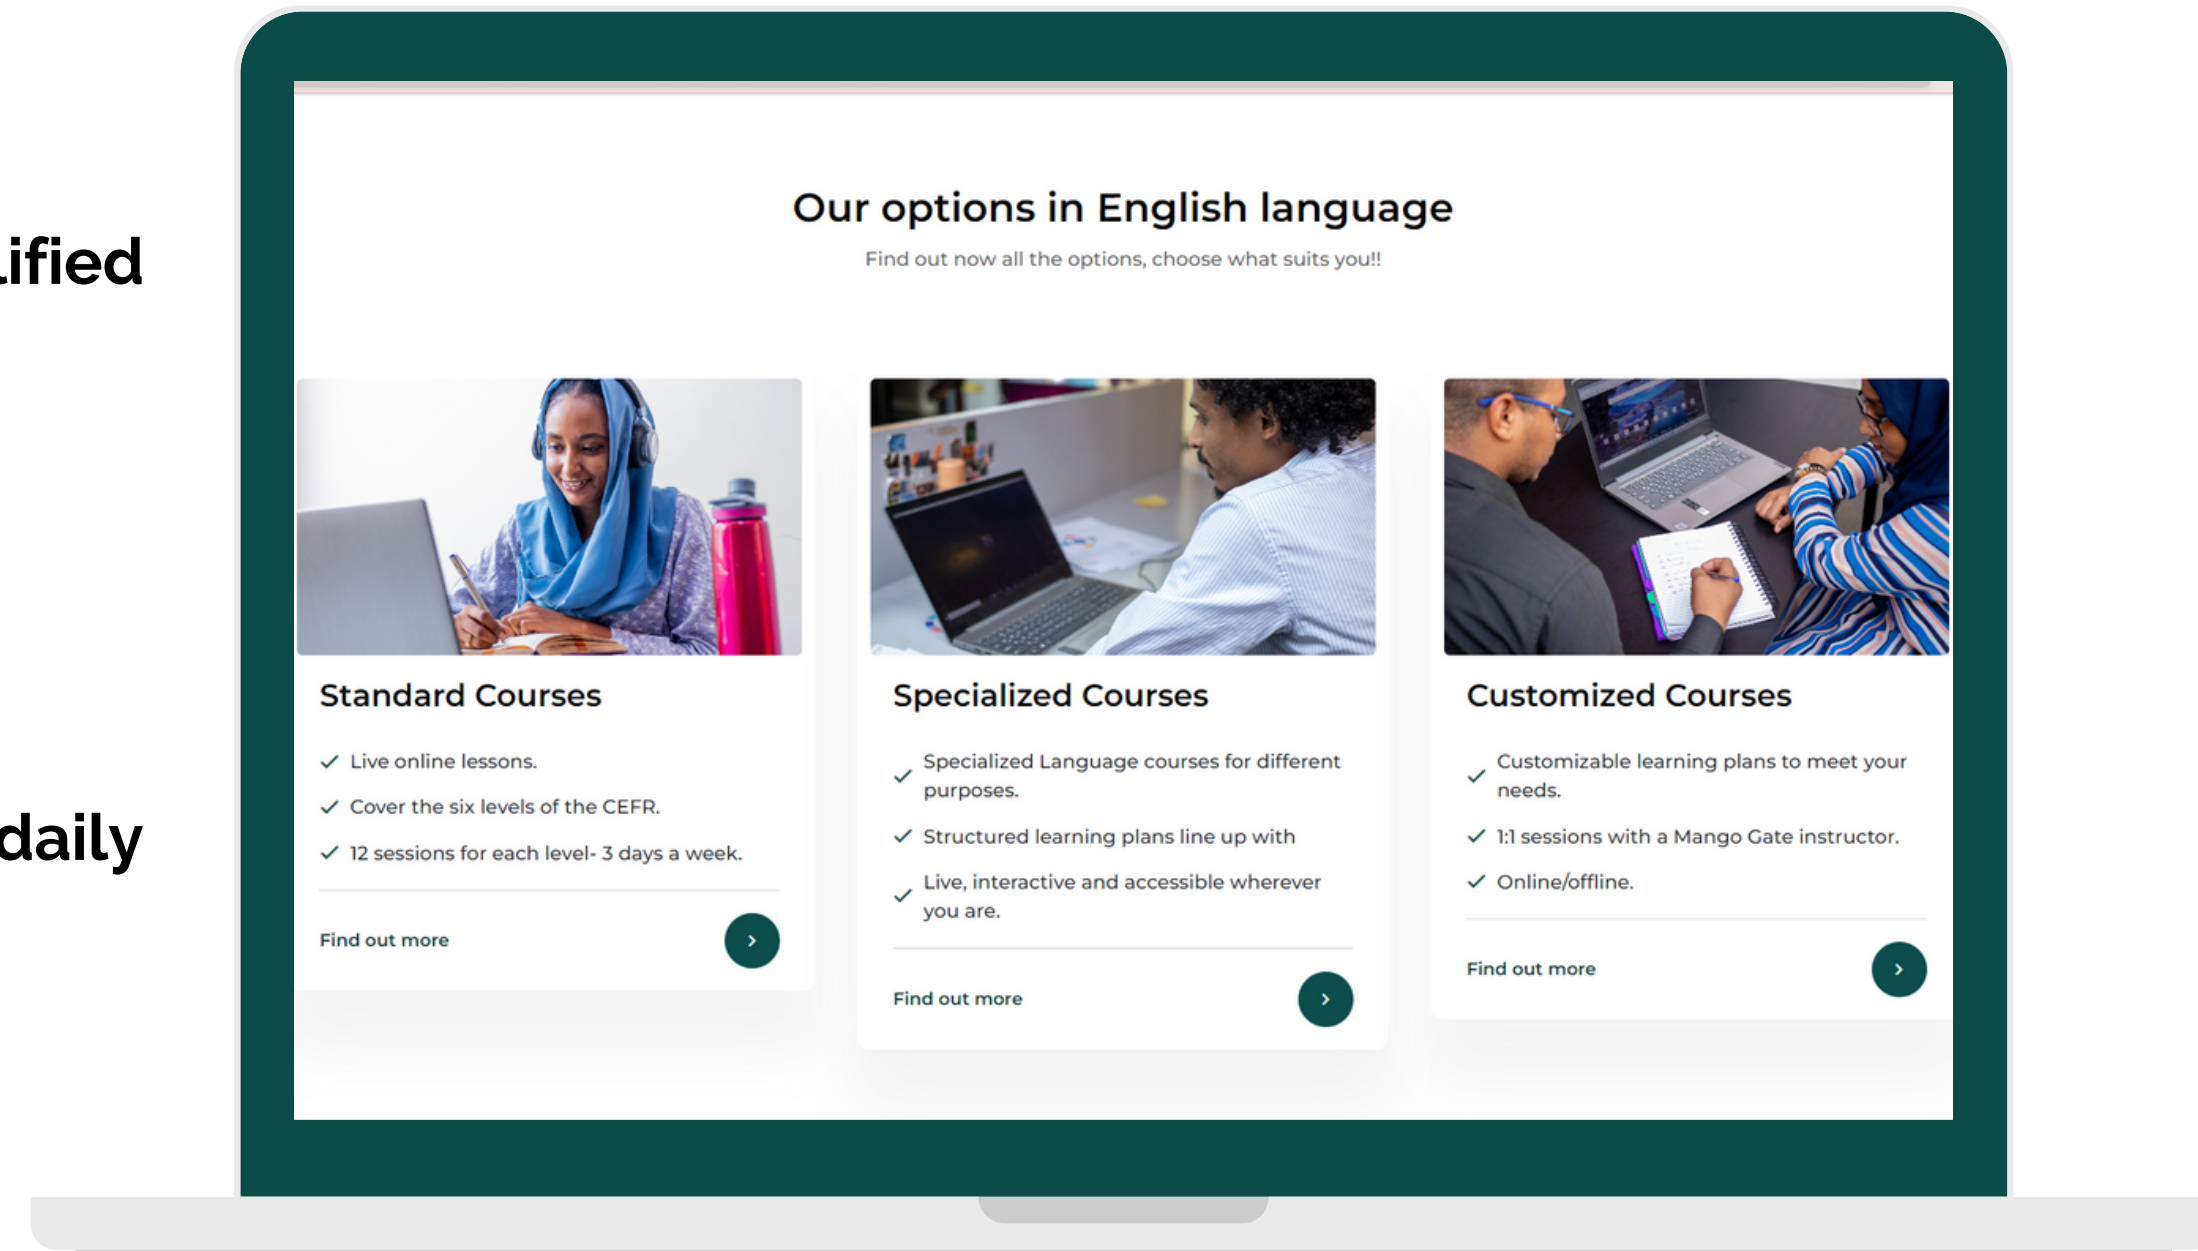 lified
daily
Our options in English language
Find out now all the options, choose what suits you!!
Standard Courses
Live online lessons.
Cover the six levels of the CEFR.
12 sessions for each level- 3 days a week.
Find out more
Specialized Courses
Specialized Language courses for different
purposes.
Structured learning plans line up with
Live, interactive and accessible wherever
you are.
Find out more
Customized Courses
Customizable learning plans to meet your
needs.
1:1 sessions with a Mango Gate instructor.
Online/offline.
Find out more